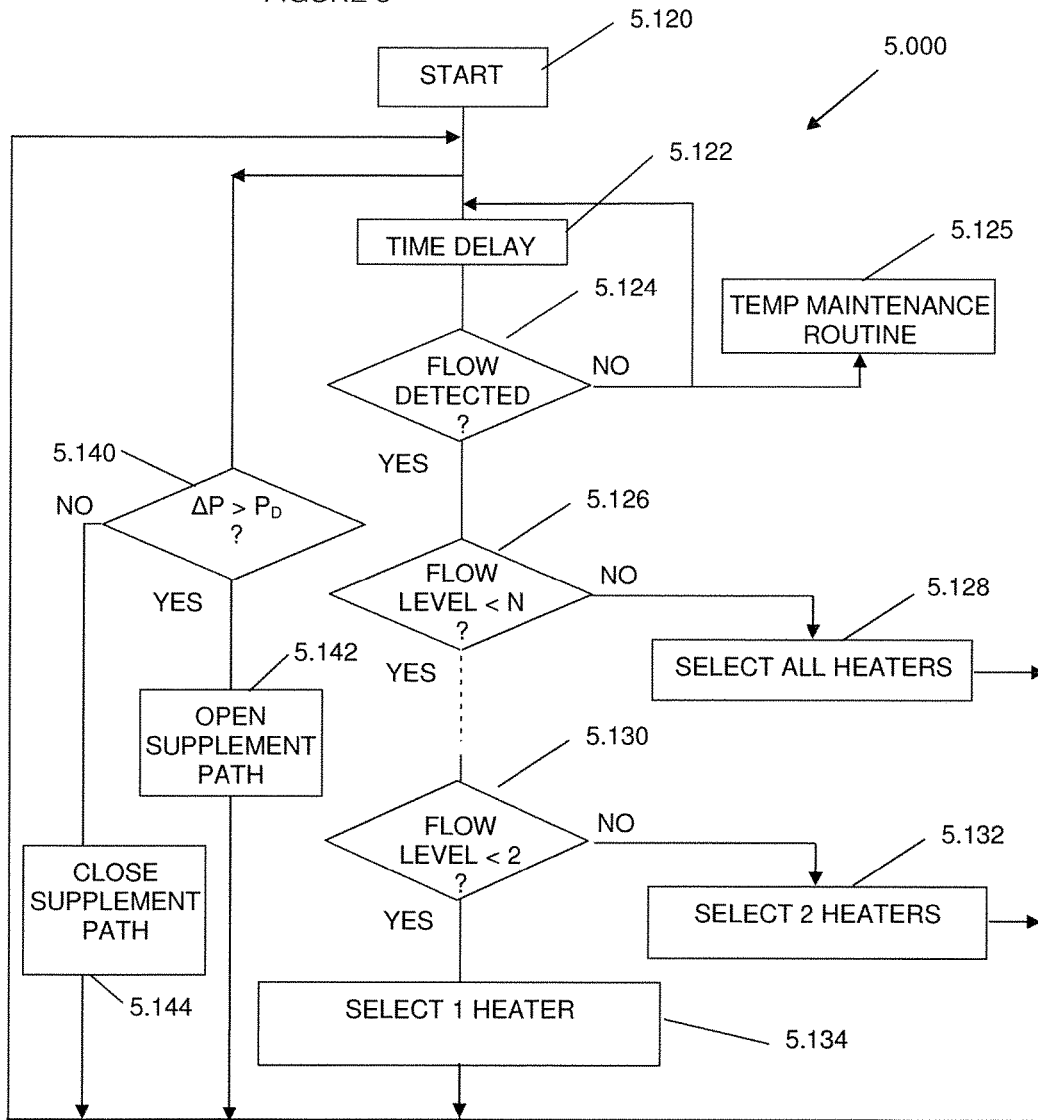 5.120
START
5.000
5.122
TIME DELAY
5.125
5.124
TEMP MAINTENANCE
ROUTINE
FLOW
DETECTED
?
NO
YES
5.140
NO
ΔP > P_D
?
YES
5.126
FLOW
LEVEL < N
?
NO
YES
5.128
SELECT ALL HEATERS
5.142
OPEN
SUPPLEMENT
PATH
5.130
FLOW
LEVEL < 2
?
NO
YES
5.132
SELECT 2 HEATERS
CLOSE
SUPPLEMENT
PATH
5.144
SELECT 1 HEATER
5.134